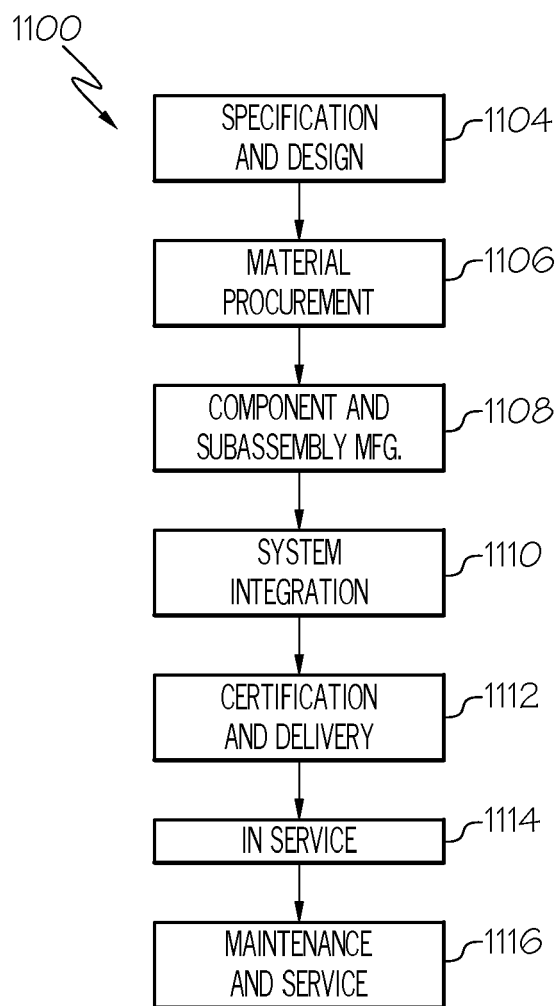 1100
SPECIFICATION
AND DESIGN
1104
MATERIAL
PROCUREMENT
1106
COMPONENT AND
SUBASSEMBLY MFG.
1108
SYSTEM
INTEGRATION
1110
CERTIFICATION
AND DELIVERY
1112
IN SERVICE
1114
MAINTENANCE
AND SERVICE
1116